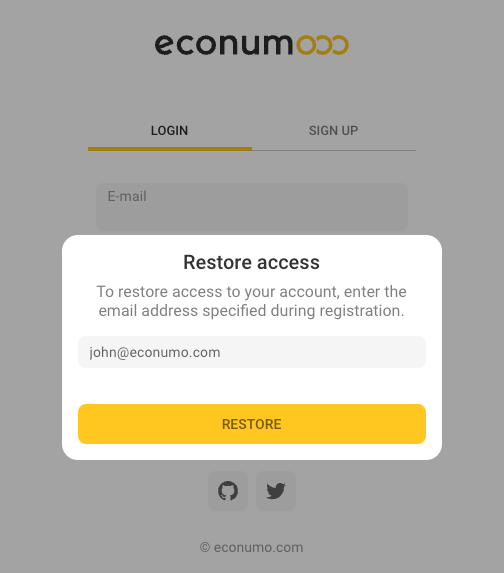 econumo
LOGIN
SIGN UP
E-mail
Restore access
To restore access to your account, enter the
email address specified during registration.
john@econumo.com
RESTORE
© econumo.com